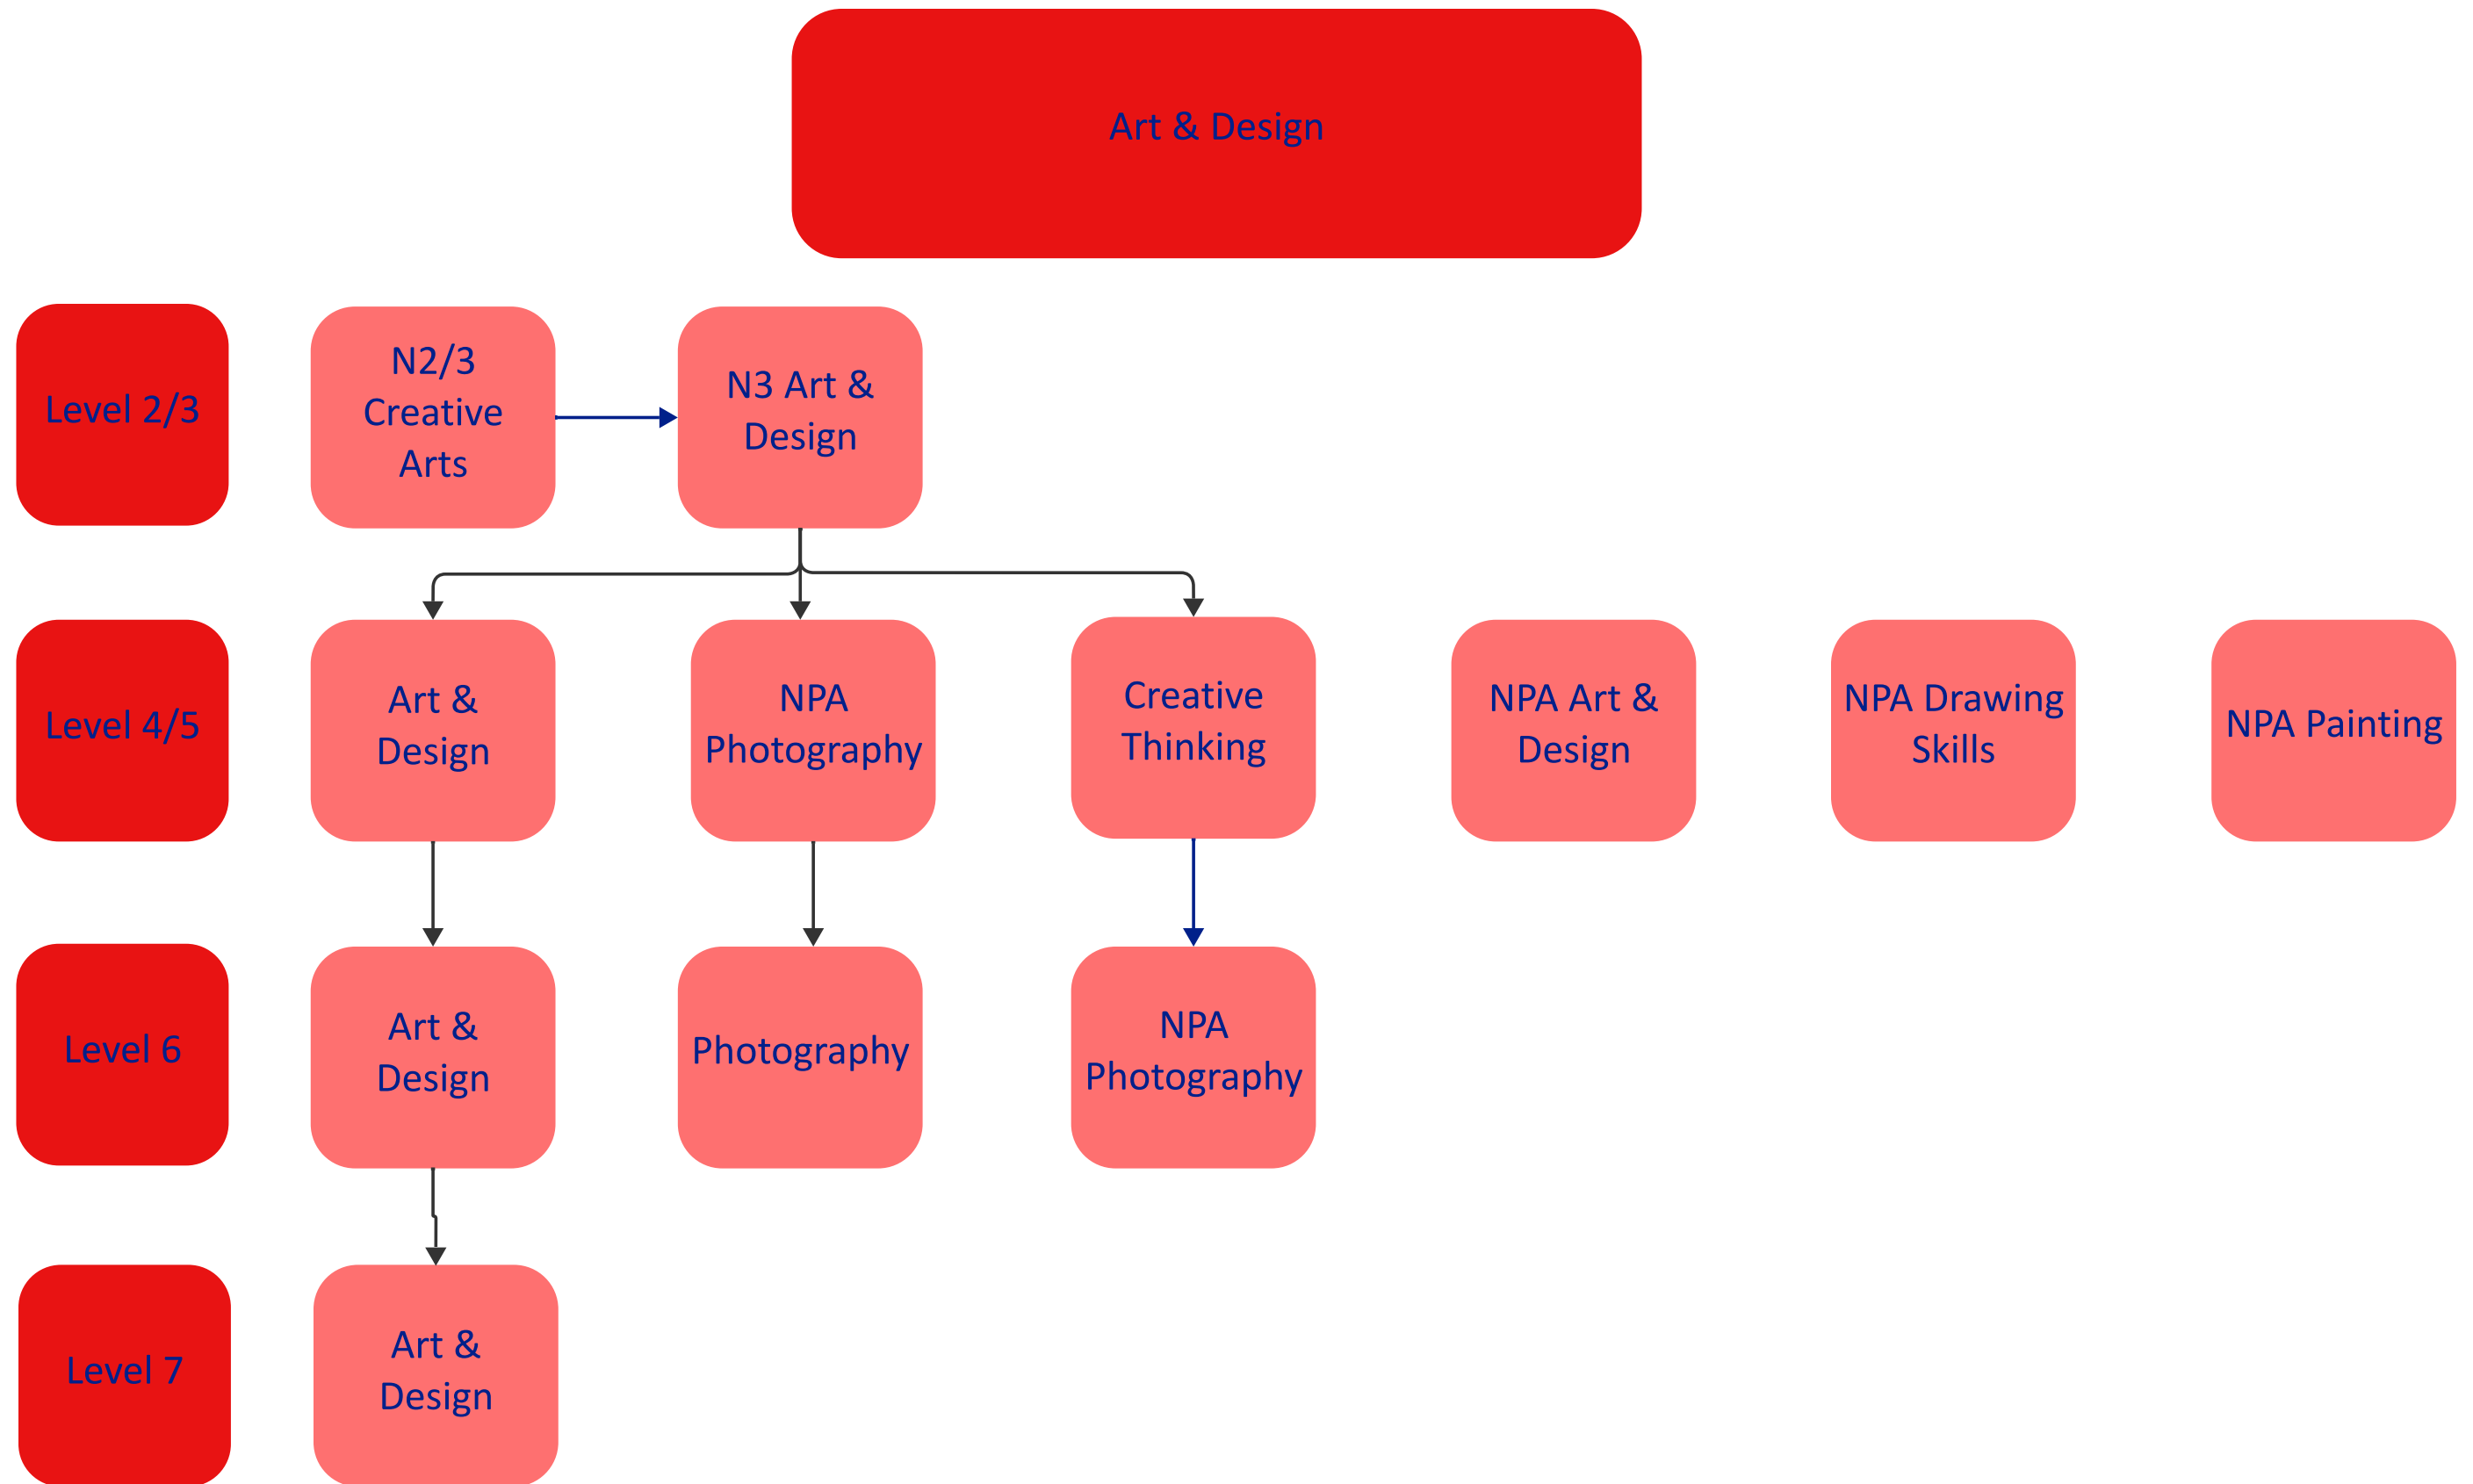 Art & Design
Level 2/3
N2/3
Creative
Arts
N3 Art &
Design
Level 4/5
Art &
Design
NPA
Photography
Creative
Thinking
NPA Art &
Design
NPA Drawing
Skills
NPA Painting
Level 6
Art &
Design
Photography
NPA
Photography
Level 7
Art &
Design